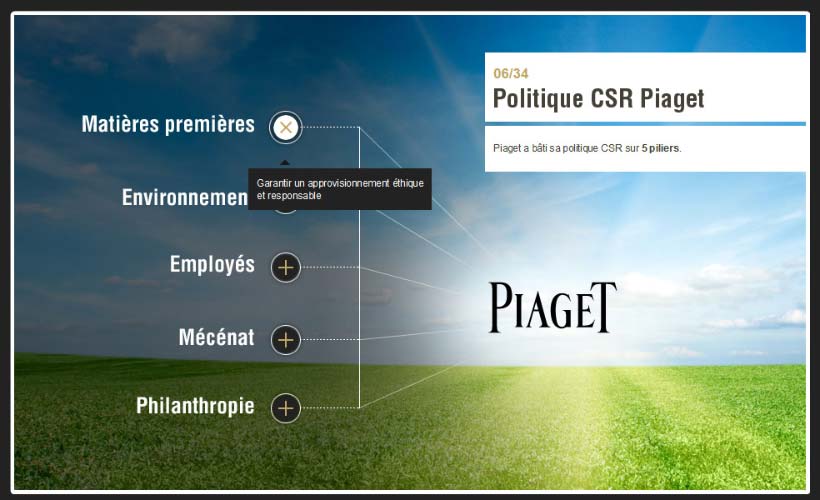 06/34
Politique CSR Piaget
Piaget a bâti sa politique CSR sur 5 piliers.
Matières premières
Garantir un approvisionnement éthique
et responsable
Environnemen
Employés
Mécénat
Philanthropie
PIAGET